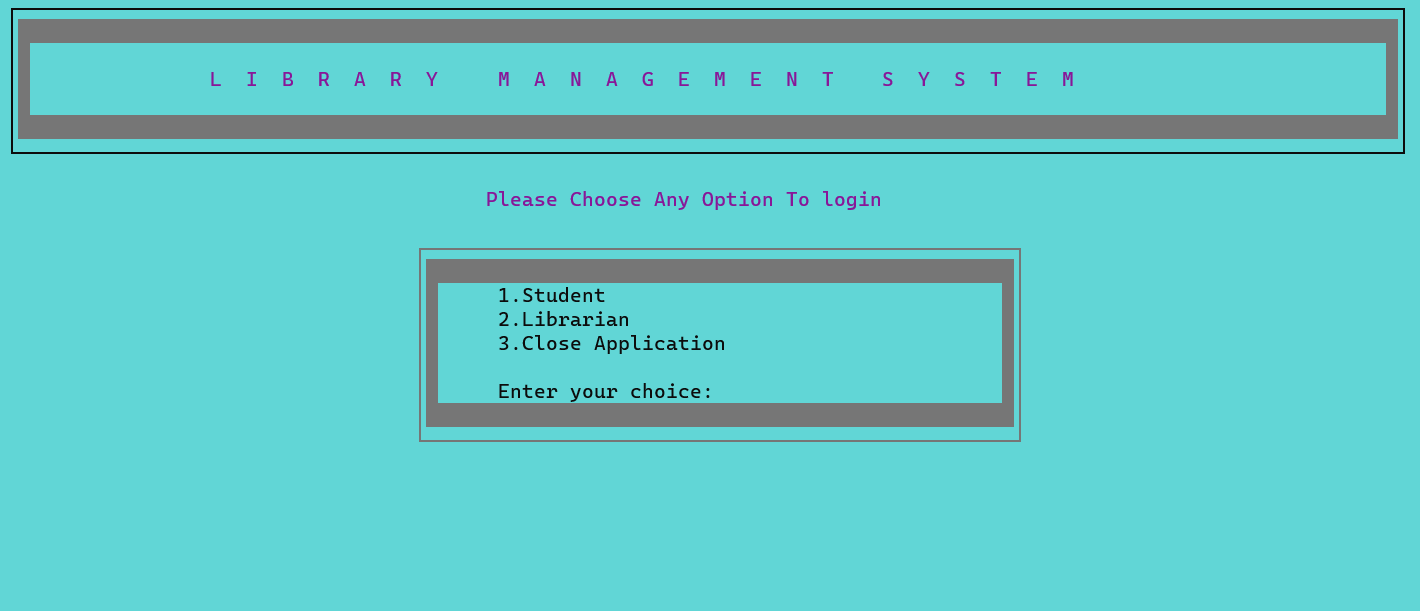 L I B R A R Y   M A N A G E M E N T   S Y S T E M
Please Choose Any Option To login
1.Student
2.Librarian
3.Close Application
Enter your choice: